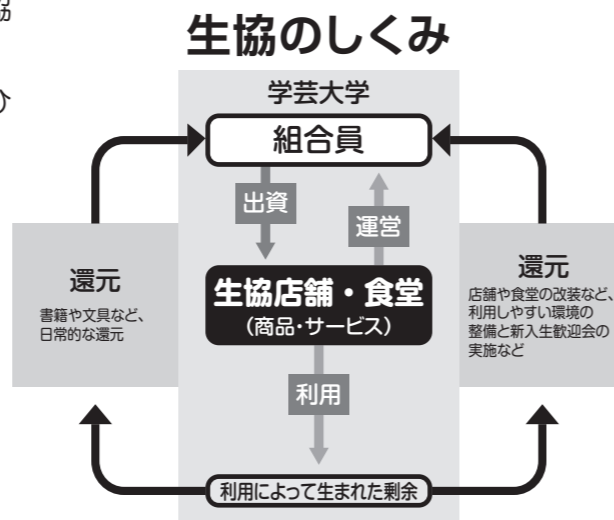 生協のしくみ
学芸大学
組合員
出資
運営
還元
書籍や文具など、
日常的な還元
生協店舗・食堂
(商品・サービス)
還元
店舗や食堂の改装など、
利用しやすい環境の
整備と新入生歓迎会の
実施など
利用
利用によって生まれた剰余